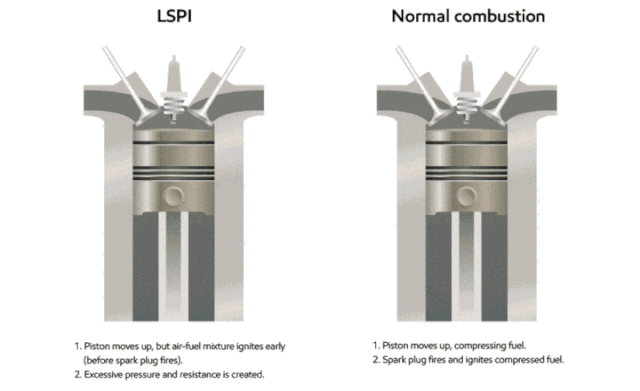 LSPI
Normal combustion
1. Piston moves up, but air-fuel mixture ignites early
(before spark plug fires).
2. Excessive pressure and resistance is created.
1. Piston moves up, compressing fuel.
2. Spark plug fires and ignites compressed fuel.